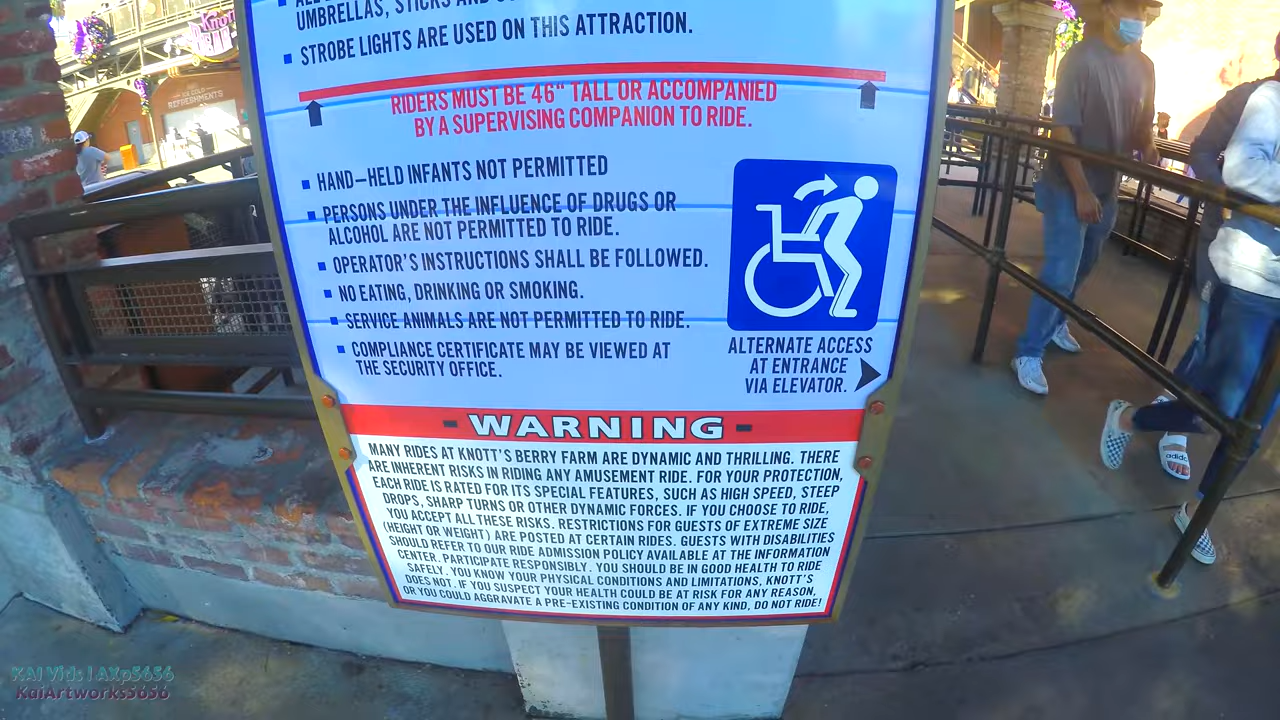 UMBRELLAS, STICKS AND
STROBE LIGHTS ARE USED ON THIS ATTRACTION.
RIDERS MUST BE 46" TALL OR ACCOMPANIED
BY A SUPERVISING COMPANION TO RIDE.
HAND-HELD INFANTS NOT PERMITTED
PERSONS UNDER THE INFLUENCE OF DRUGS OR
ALCOHOL ARE NOT PERMITTED TO RIDE.
OPERATOR'S INSTRUCTIONS SHALL BE FOLLOWED.
NO EATING, DRINKING OR SMOKING.
SERVICE ANIMALS ARE NOT PERMITTED TO RIDE.
COMPLIANCE CERTIFICATE MAY BE VIEWED AT
THE SECURITY OFFICE.
ALTERNATE ACCESS
AT ENTRANCE
VIA ELEVATOR.
WARNING
MANY RIDES AT KNOTT'S BERRY FARM ARE DYNAMIC AND THRILLING. THERE
ARE INHERENT RISKS IN RIDING ANY AMUSEMENT RIDE. FOR YOUR PROTECTION,
EACH RIDE IS RATED FOR ITS SPECIAL FEATURES, SUCH AS HIGH SPEED, STEEP
DROPS, SHARP TURNS OR OTHER DYNAMIC FORCES. IF YOU CHOOSE TO RIDE,
YOU ACCEPT ALL THESE RISKS. RESTRICTIONS FOR GUESTS OF EXTREME SIZE
(HEIGHT OR WEIGHT) ARE POSTED AT CERTAIN RIDES. GUESTS WITH DISABILITIES
SHOULD REFER TO OUR RIDE ADMISSION POLICY AVAILABLE AT THE INFORMATION
CENTER. PARTICIPATE RESPONSIBLY. YOU SHOULD BE IN GOOD HEALTH TO RIDE
SAFELY. YOU KNOW YOUR PHYSICAL CONDITIONS AND LIMITATIONS, KNOTT'S
DOES NOT. IF YOU SUSPECT YOUR HEALTH COULD BE AT RISK FOR ANY REASON,
OR YOU COULD AGGRAVATE A PRE-EXISTING CONDITION OF ANY KIND, DO NOT RIDE!
REFRESHMENTS
adidas
KAI Vids | AXp5656
KaiArtworks5656